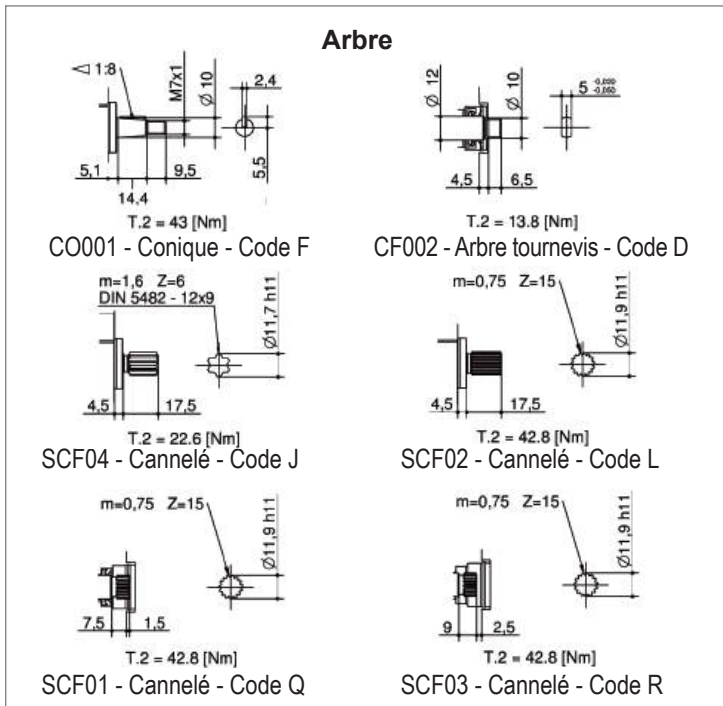 Arbre
1:8
M7x1
Ø 10
2,4
5,1
9,5
14,4
5,5
T.2 = 43 [Nm]
CO001 - Conique - Code F
Ø 12
Ø 10
5 -0,030 -0,050
4,5
6,5
T.2 = 13.8 [Nm]
CF002 - Arbre tournevis - Code D
m=1,6 Z=6
DIN 5482 - 12x9
Ø11,7 h11
4,5
17,5
T.2 = 22.6 [Nm]
SCF04 - Cannelé - Code J
m=0,75 Z=15
Ø11,9 h11
4,5
17,5
T.2 = 42.8 [Nm]
SCF02 - Cannelé - Code L
m=0,75 Z=15
Ø11,9 h11
7,5
1,5
T.2 = 42.8 [Nm]
SCF01 - Cannelé - Code Q
m=0,75 Z=15
Ø11,9 h11
9
2,5
T.2 = 42.8 [Nm]
SCF03 - Cannelé - Code R